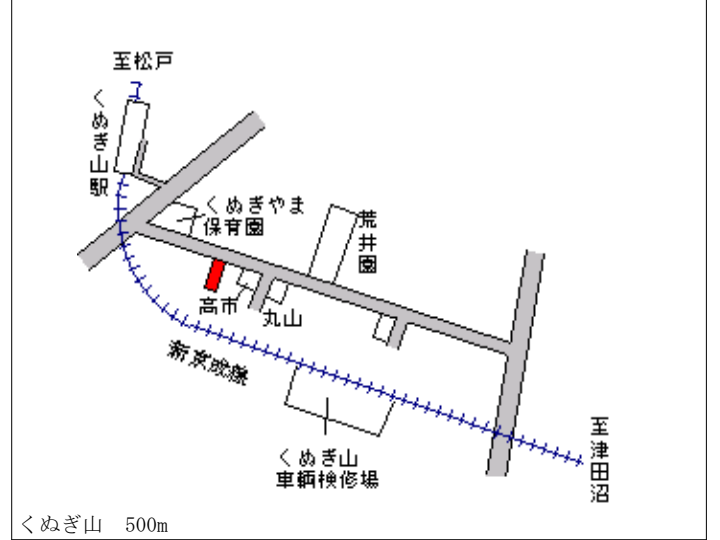 至松戸
くぬぎ山駅
くぬぎやま
保育園
荒井園
高市
丸山
新京成線
至津田沼
くぬぎ山
車輌検修場
くぬぎ山　500m